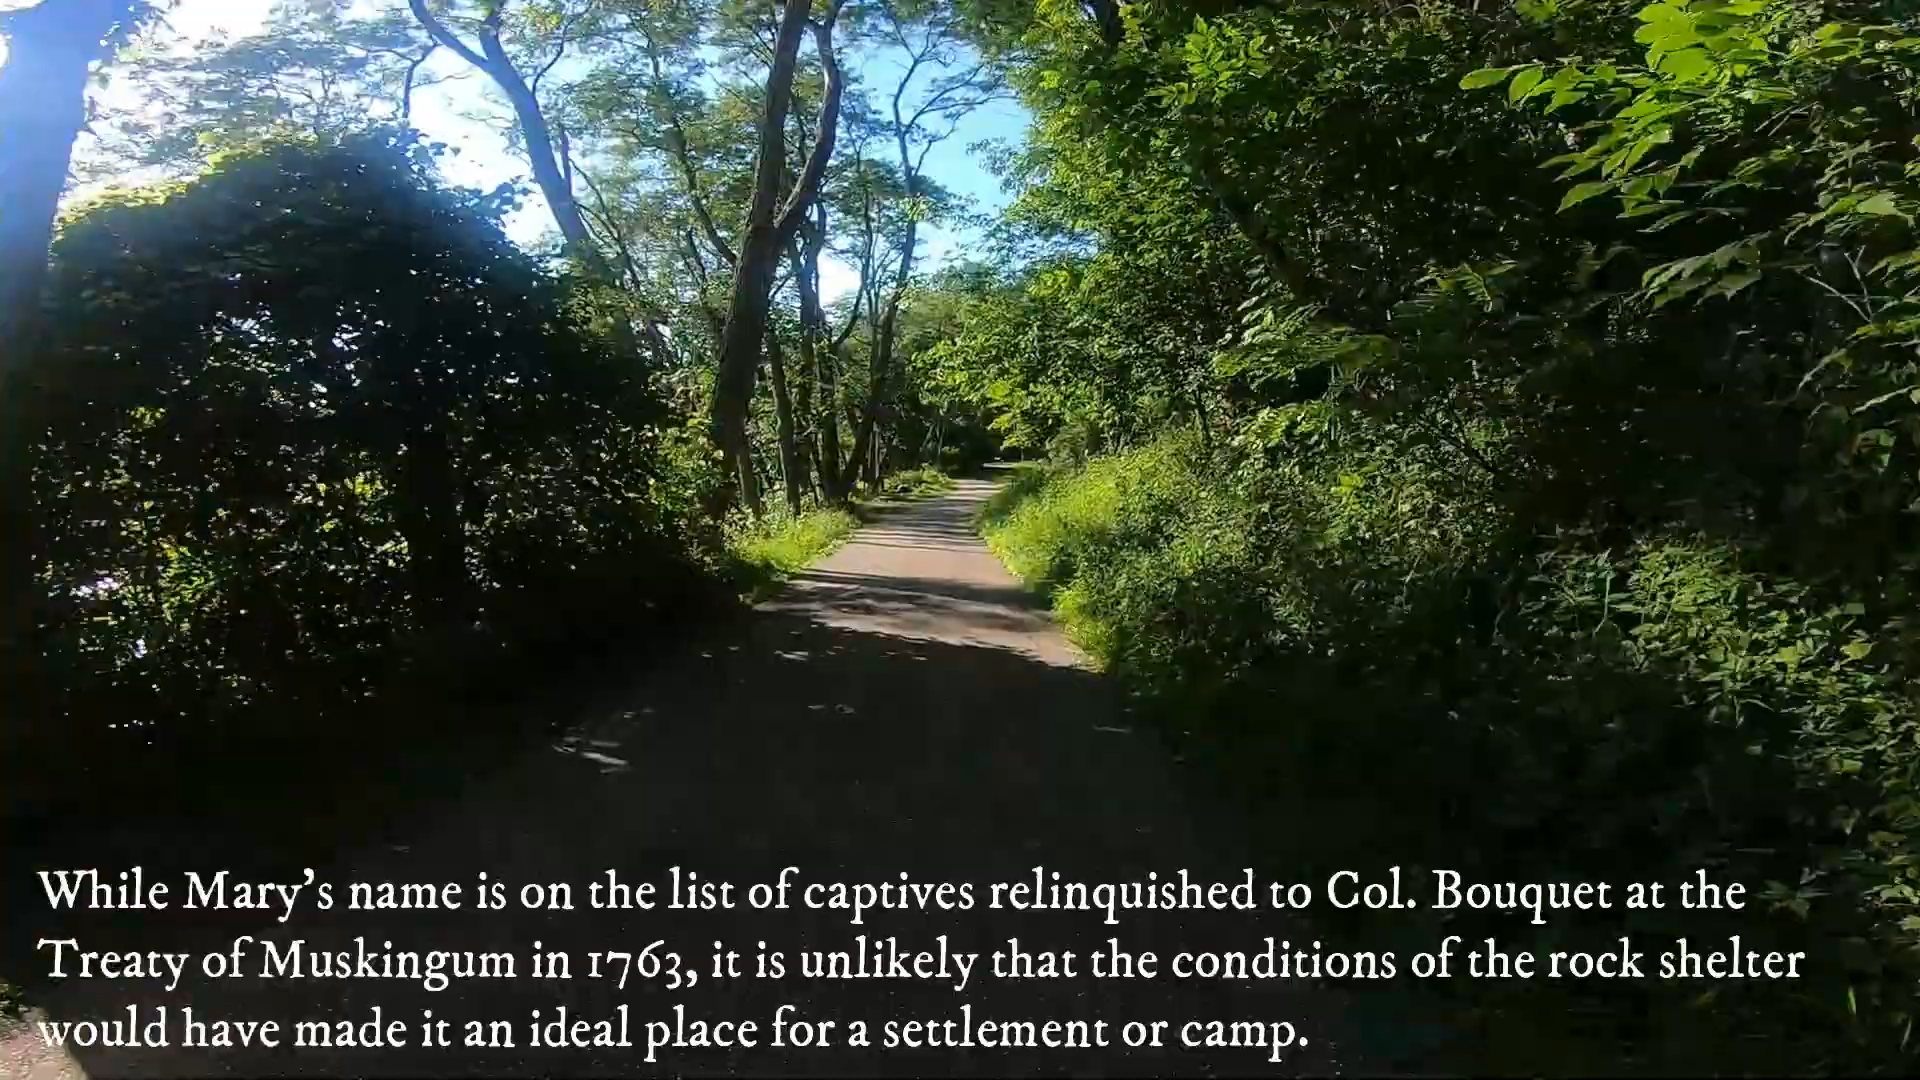 While Mary's name is on the list of captives relinquished to Col. Bouquet at the
Treaty of Muskingum in 1763, it is unlikely that the conditions of the rock shelter
would have made it an ideal place for a settlement or camp.